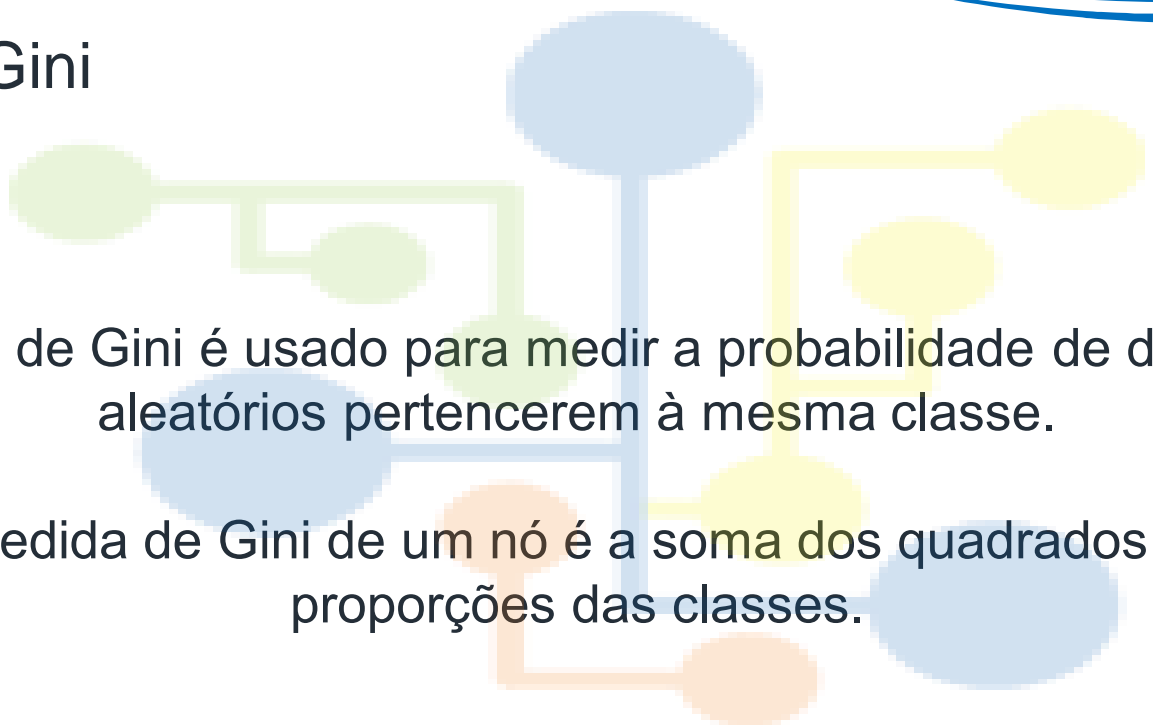 Gini
de Gini é usado para medir a probabilidade de d
aleatórios pertencerem à mesma classe.
edida de Gini de um nó é a soma dos quadrados
proporções das classes.